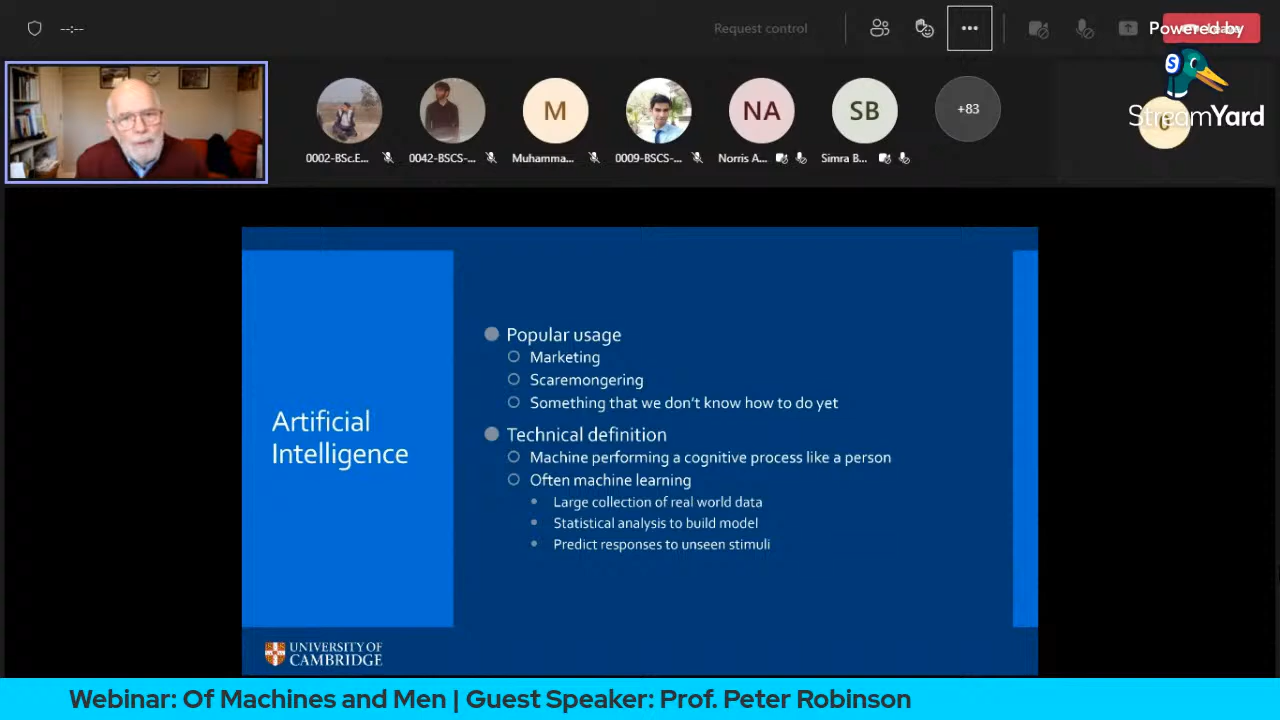 --:--
Request control
Powered by
StreamYard
M
NA
SB
+83
0002-BSc.E...
0042-BSCS-...
Muhamma...
0009-BSCS-...
Norris A...
Simra B...
Artificial
Intelligence
Popular usage
Marketing
Scaremongering
Something that we don't know how to do yet
Technical definition
Machine performing a cognitive process like a person
Often machine learning
Large collection of real world data
Statistical analysis to build model
Predict responses to unseen stimuli
UNIVERSITY OF
CAMBRIDGE
Webinar: Of Machines and Men | Guest Speaker: Prof. Peter Robinson